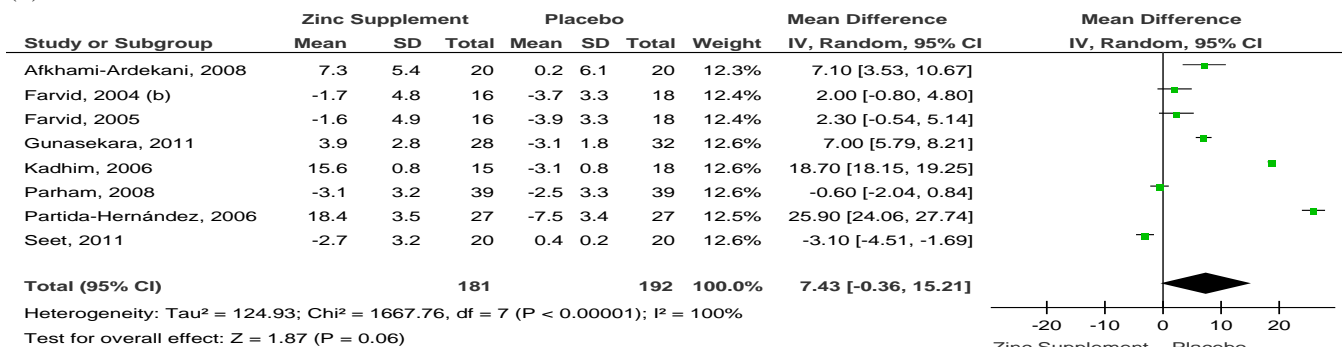 Zinc Supplement Placebo Mean Difference Mean Difference
Study or Subgroup Mean SD Total Mean SD Total Weight IV, Random, 95% CI IV, Random, 95% CI
Afkhami-Ardekani, 2008 7.3 5.4 20 0.2 6.1 20 12.3% 7.10 [3.53, 10.67]
Farvid, 2004 (b) -1.7 4.8 16 -3.7 3.3 18 12.4% 2.00 [-0.80, 4.80]
Farvid, 2005 -1.6 4.9 16 -3.9 3.3 18 12.4% 2.30 [-0.54, 5.14]
Gunasekara, 2011 3.9 2.8 28 -3.1 1.8 32 12.6% 7.00 [5.79, 8.21]
Kadhim, 2006 15.6 0.8 15 -3.1 0.8 18 12.6% 18.70 [18.15, 19.25]
Parham, 2008 -3.1 3.2 39 -2.5 3.3 39 12.6% -0.60 [-2.04, 0.84]
Partida-Hernández, 2006 18.4 3.5 27 -7.5 3.4 27 12.5% 25.90 [24.06, 27.74]
Seet, 2011 -2.7 3.2 20 0.4 0.2 20 12.6% -3.10 [-4.51, -1.69]
Total (95% CI) 181 192 100.0% 7.43 [-0.36, 15.21]
Heterogeneity: Tau² = 124.93; Chi² = 1667.76, df = 7 (P < 0.00001); I² = 100%
Test for overall effect: Z = 1.87 (P = 0.06)
-20 -10 0 10 20
Zinc Supplement Placebo